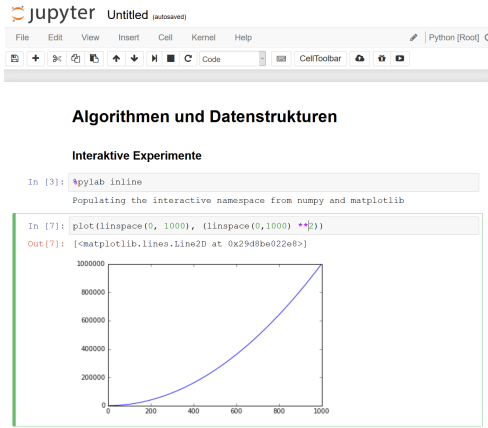 jupyter Untitled (autosaved)
File Edit View Insert Cell Kernel Help Python [Root]
Code CellToolbar
Algorithmen und Datenstrukturen
Interaktive Experimente
In [3]: %pylab inline
Populating the interactive namespace from numpy and matplotlib
In [7]: plot(linspace(0, 1000), (linspace(0,1000) **2))
Out[7]: [<matplotlib.lines.Line2D at 0x29d8be022e8>]
1000000
800000
600000
400000
200000
0
0 200 400 600 800 1000